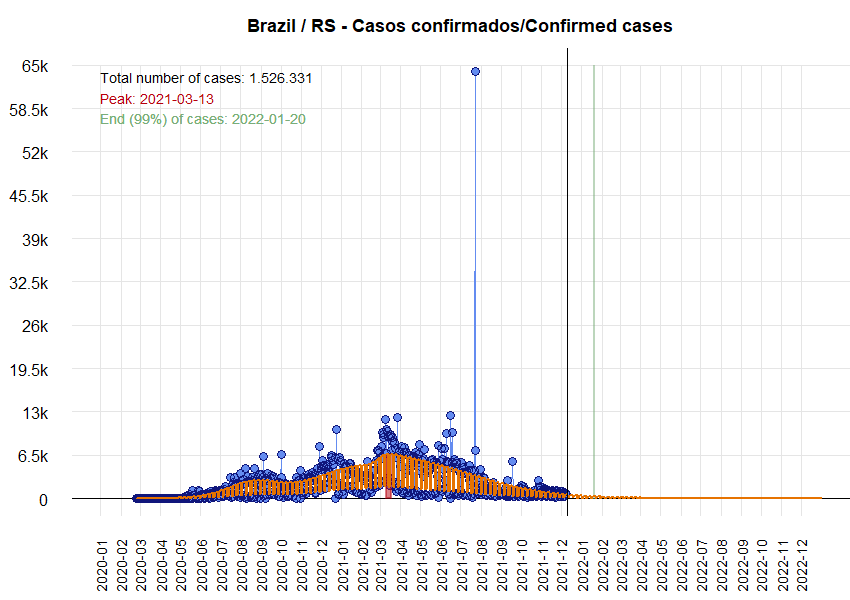 Brazil / RS - Casos confirmados/Confirmed cases
65k
58.5k
52k
45.5k
39k
32.5k
26k
19.5k
13k
6.5k
0
Total number of cases: 1.526.331
Peak: 2021-03-13
End (99%) of cases: 2022-01-20
2020-01
2020-02
2020-03
2020-04
2020-05
2020-06
2020-07
2020-08
2020-09
2020-10
2020-11
2020-12
2021-01
2021-02
2021-03
2021-04
2021-05
2021-06
2021-07
2021-08
2021-09
2021-10
2021-11
2021-12
2022-01
2022-02
2022-03
2022-04
2022-05
2022-06
2022-07
2022-08
2022-09
2022-10
2022-11
2022-12